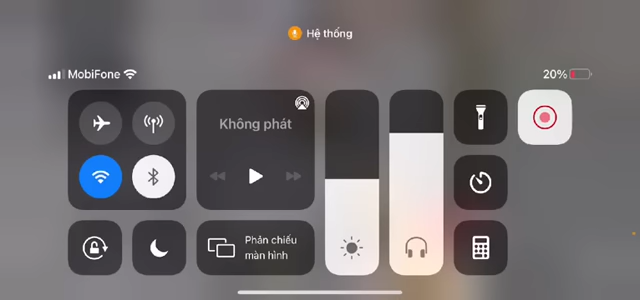 Hệ thống
MobiFone
20%
Không phát
Phản chiếu
màn hình